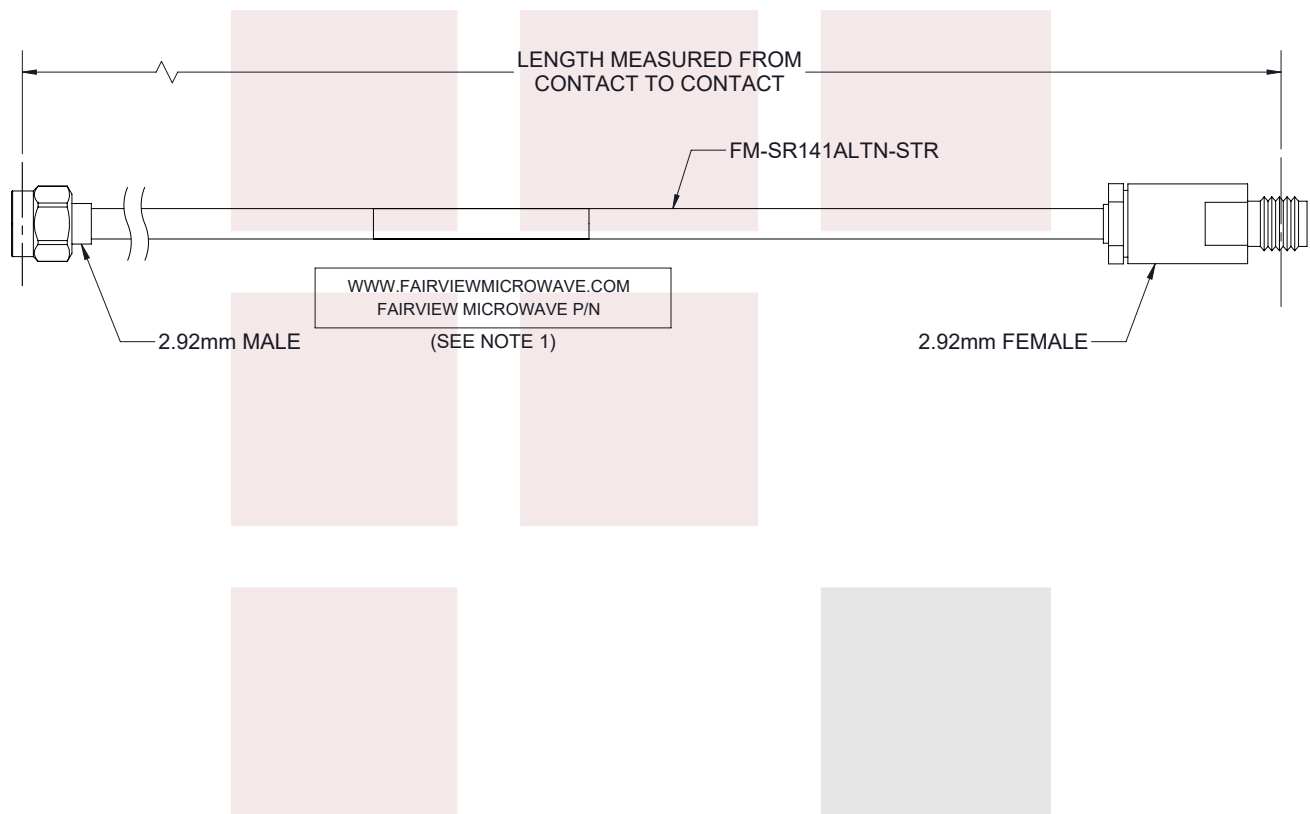 LENGTH MEASURED FROM
CONTACT TO CONTACT
FM-SR141ALTN-STR
WWW.FAIRVIEWMICROWAVE.COM
FAIRVIEW MICROWAVE P/N
(SEE NOTE 1)
2.92mm MALE
2.92mm FEMALE